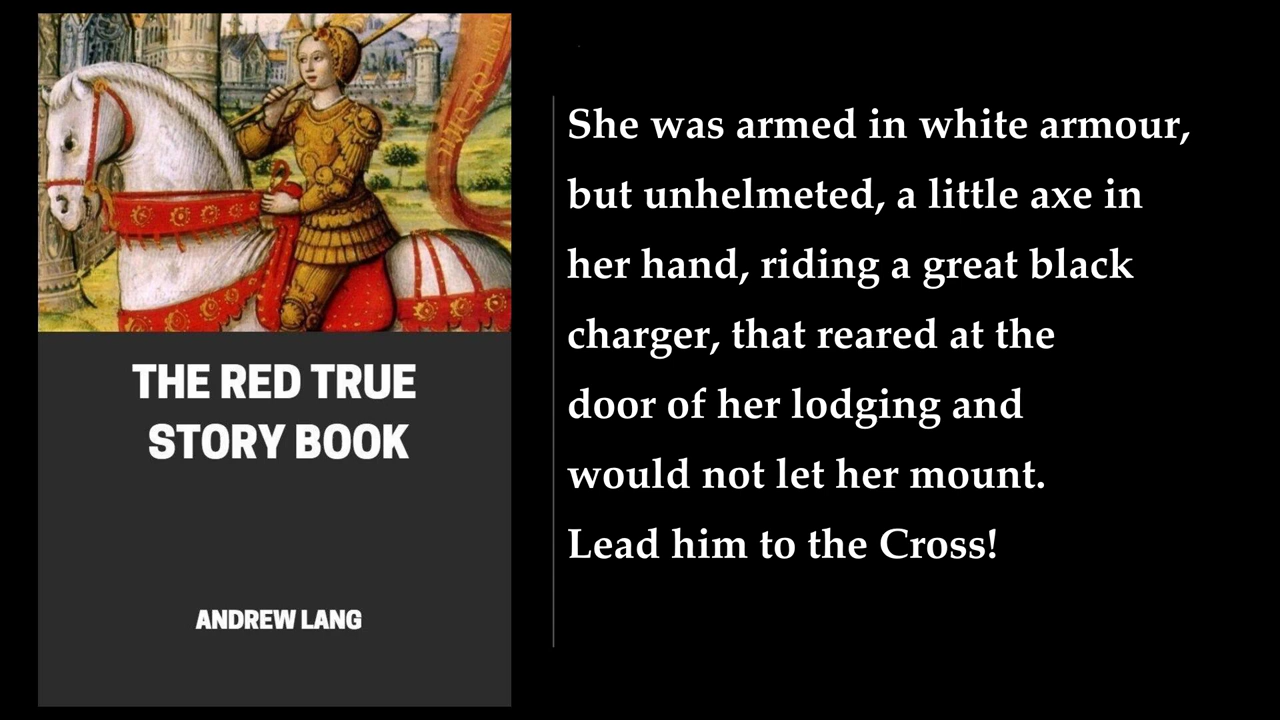 THE RED TRUE
STORY BOOK
ANDREW LANG
She was armed in white armour,
but unhelmeted, a little axe in
her hand, riding a great black
charger, that reared at the
door of her lodging and
would not let her mount.
Lead him to the Cross!